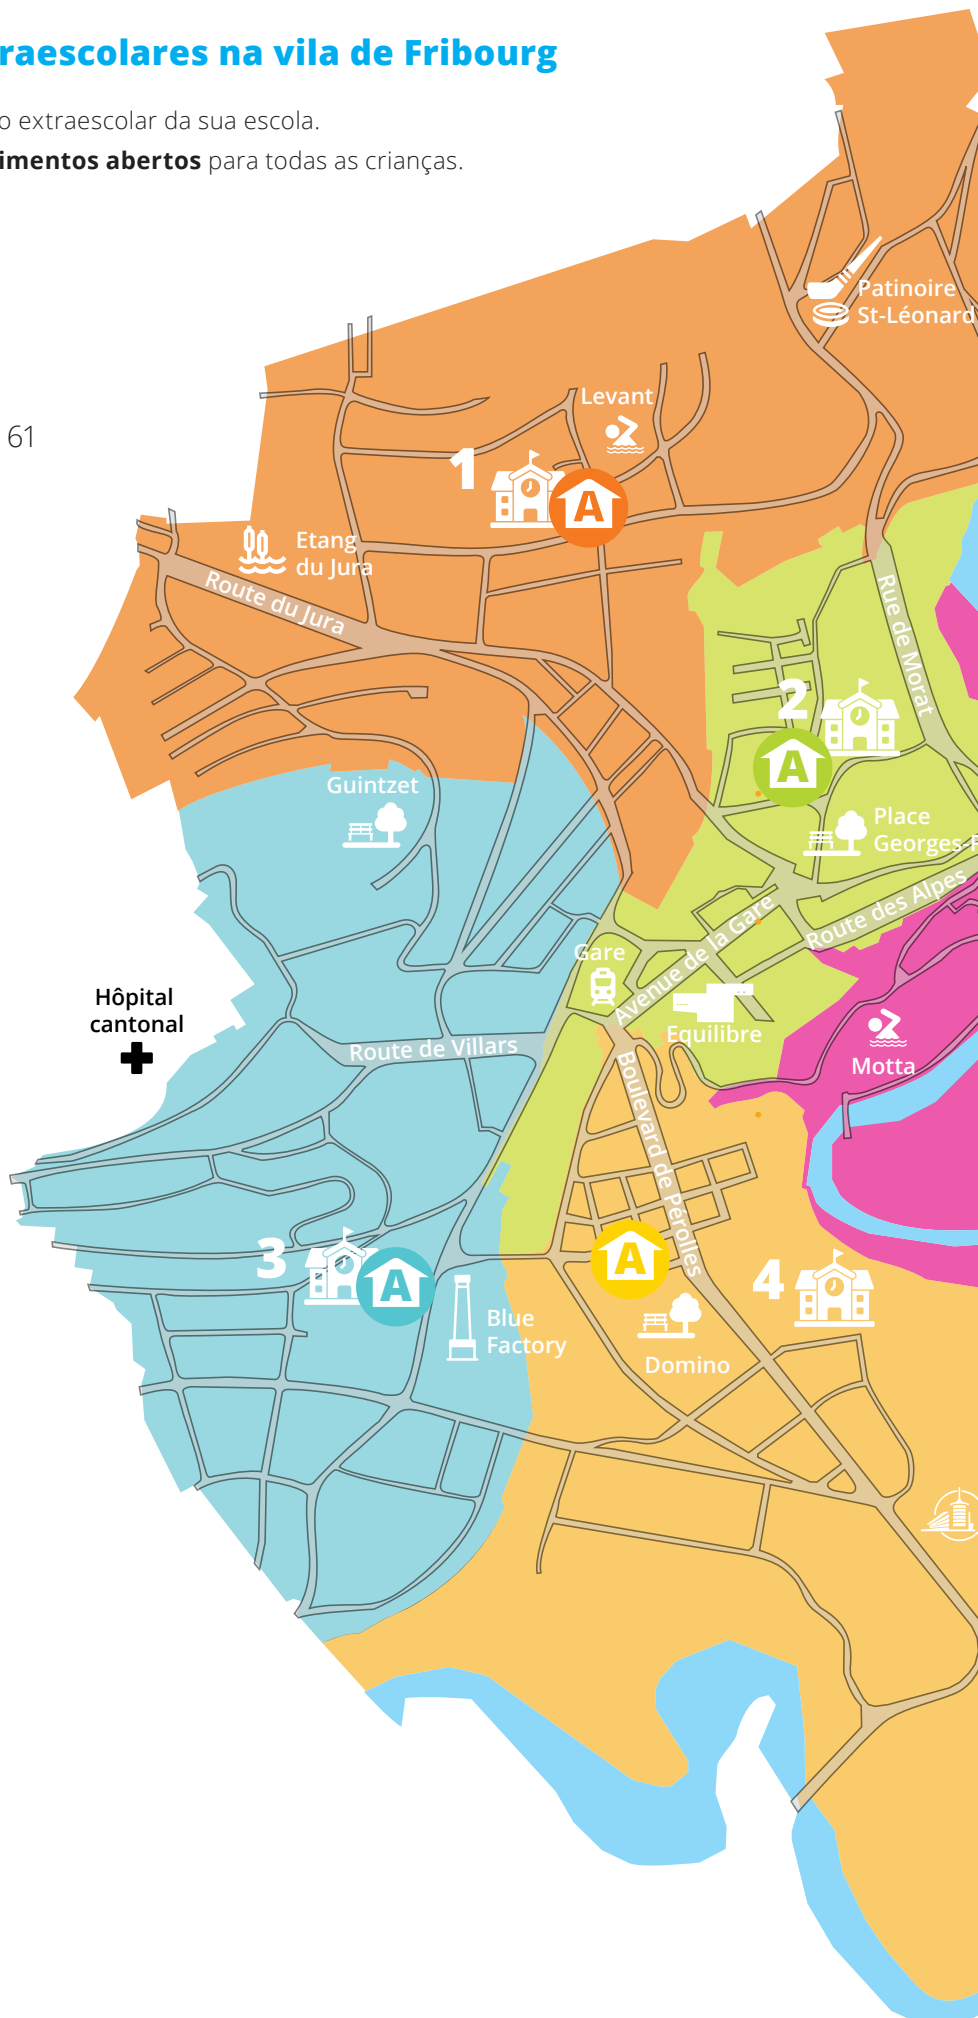 raescolares na vila de Fribourg
o extraescolar da sua escola.
imentos abertos para todas as crianças.
Patinoire
St-Léonard
Levant
61
1
A
Etang
du Jura
Route du Jura
Rue de Morat
2
A
Guintzet
Place
Georges-P
Route des Alpes
Avenue de la Gare
Gare
Hôpital
cantonal
Equilibre
Route de Villars
Motta
Boulevard de Pérolles
3
A
A
4
Blue
Factory
Domino